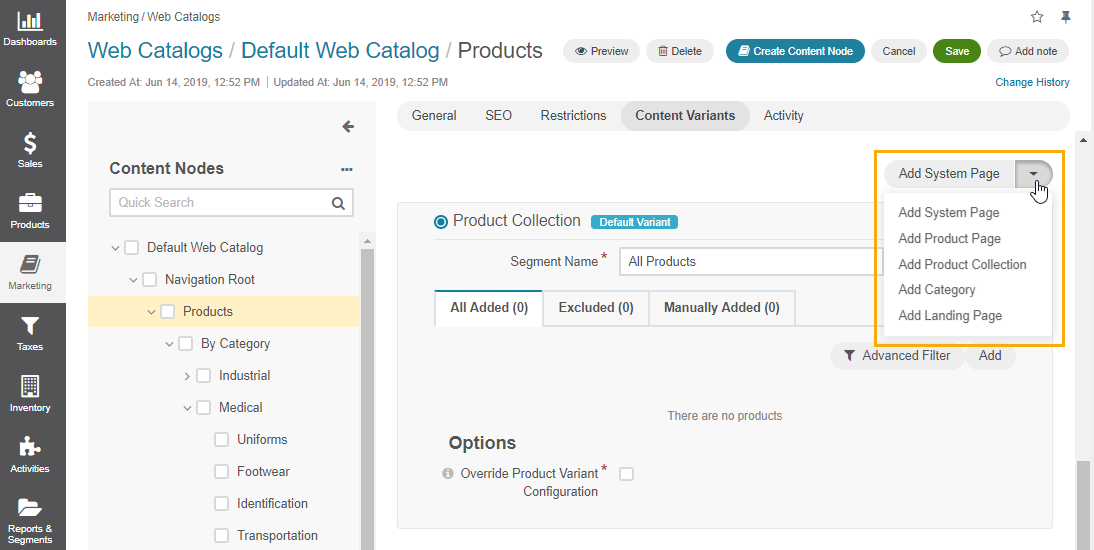 Dashboards
Customers
Sales
Products
Marketing
Taxes
Inventory
Activities
Reports &
Segments
Marketing / Web Catalogs
Web Catalogs / Default Web Catalog / Products
Preview
Delete
Create Content Node
Cancel
Save
Add note
Created At: Jun 14, 2019, 12:52 PM | Updated At: Jun 14, 2019, 12:52 PM
Change History
Content Nodes
...
Quick Search
Default Web Catalog
Navigation Root
Products
By Category
Industrial
Medical
Uniforms
Footwear
Identification
Transportation
General
SEO
Restrictions
Content Variants
Activity
Add System Page
Add System Page
Add Product Page
Add Product Collection
Add Category
Add Landing Page
Product Collection Default Variant
Segment Name * All Products
All Added (0)
Excluded (0)
Manually Added (0)
Advanced Filter
Add
There are no products
Options
Override Product Variant *
Configuration